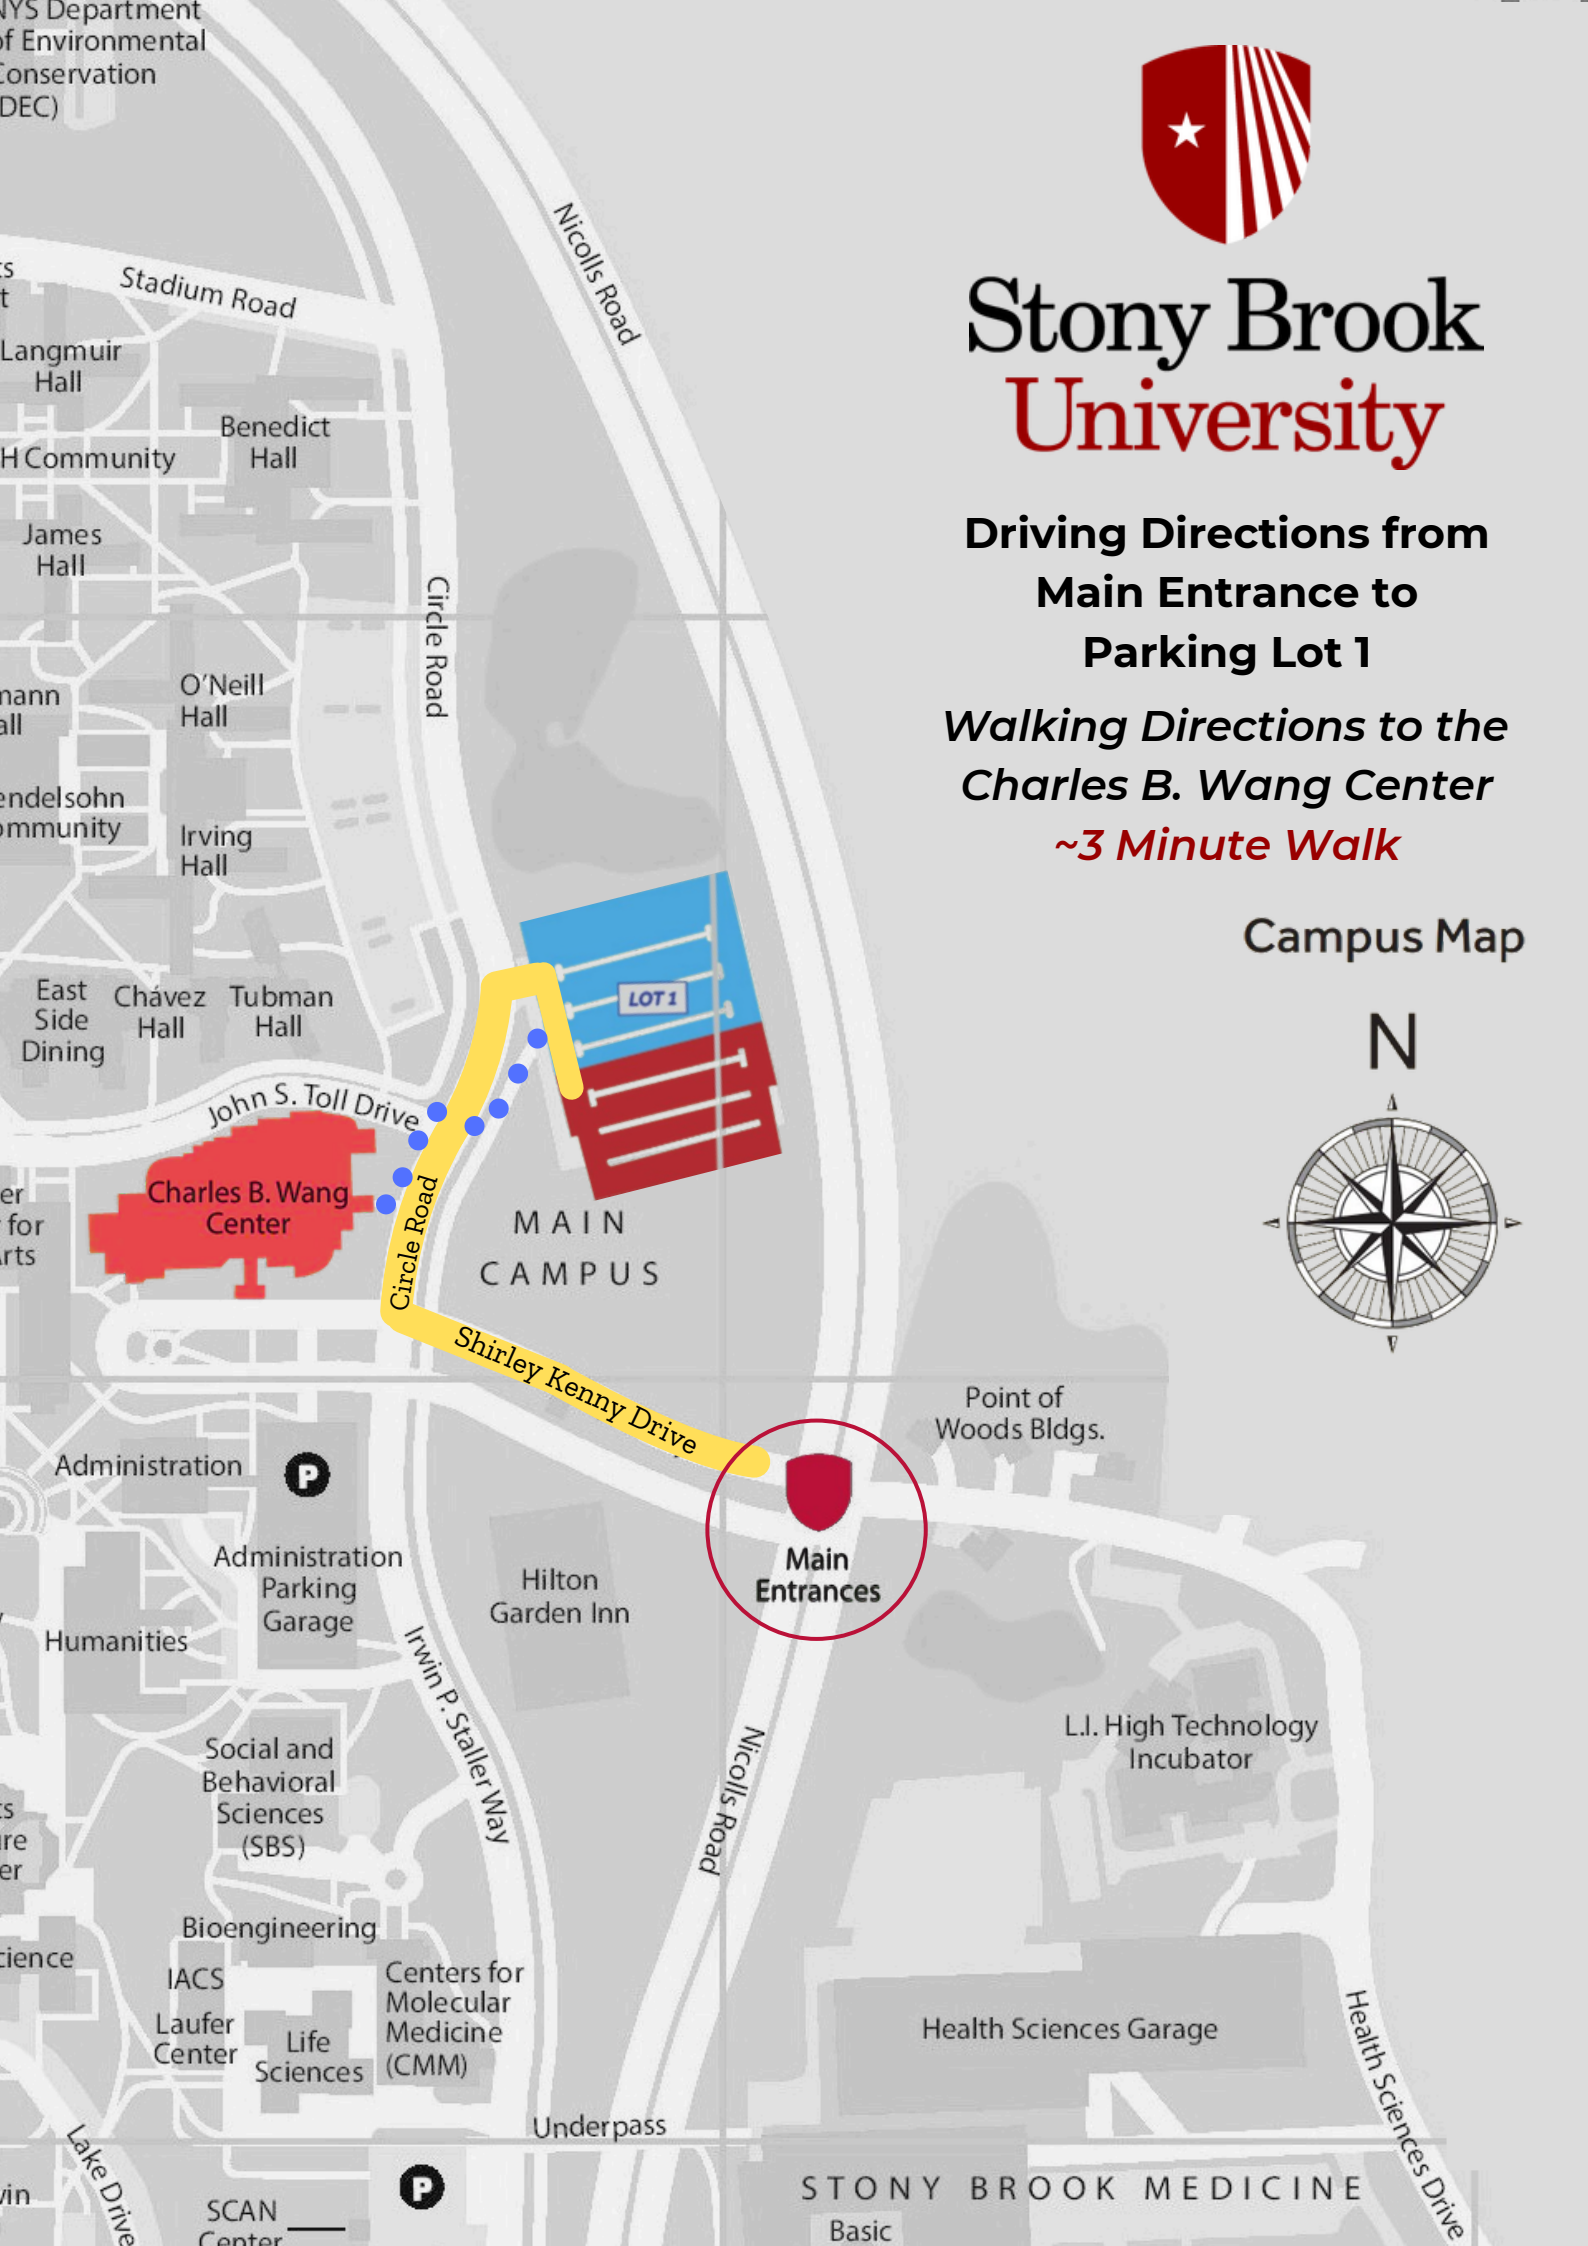 NYS Department
of Environmental
Conservation
(DEC)
Stony Brook
University
Driving Directions from
Main Entrance to
Parking Lot 1
Walking Directions to the
Charles B. Wang Center
~3 Minute Walk
Campus Map
N
Nicolls Road
Stadium Road
Langmuir
Hall
Benedict
Hall
H Community
James
Hall
Circle Road
O'Neill
Hall
Irving
Hall
LOT 1
East
Side
Dining
Chávez
Hall
Tubman
Hall
John S. Toll Drive
Charles B. Wang
Center
Circle Road
MAIN
CAMPUS
Shirley Kenny Drive
Point of
Woods Bldgs.
Administration
P
Main
Entrances
Administration
Parking
Garage
Hilton
Garden Inn
Humanities
Irwin P. Staller Way
Nicolls Road
L.I. High Technology
Incubator
Social and
Behavioral
Sciences
(SBS)
Bioengineering
IACS
Laufer
Center
Life
Sciences
Centers for
Molecular
Medicine
(CMM)
Health Sciences Garage
Health Sciences Drive
Underpass
Lake Drive
P
SCAN
Center
STONY BROOK MEDICINE
Basic